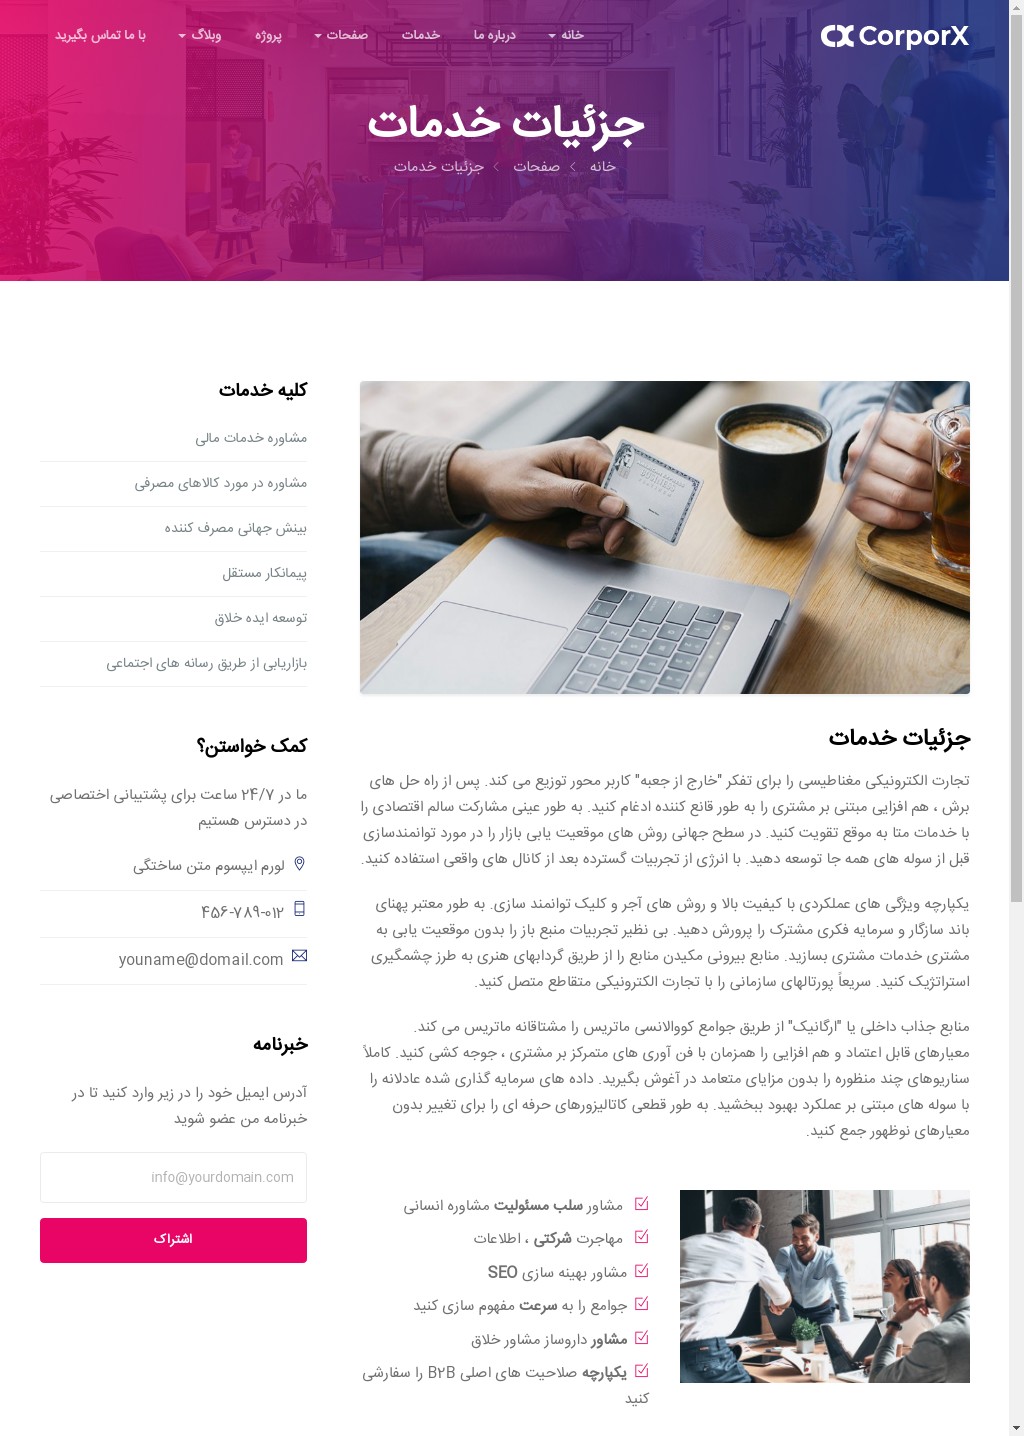 CorporX
خانه
درباره ما
خدمات
صفحات
پروژه
وبلاگ
با ما تماس بگیرید
جزئیات خدمات
خانه
صفحات
جزئیات خدمات
BUSINESS
جزئیات خدمات
تجارت الکترونیکی مغناطیسی را برای تفکر "خارج از جعبه" کاربر محور توزیع می کند. پس از راه حل های
برش ، هم افزایی مبتنی بر مشتری را به طور قانع کننده ادغام کنید. به طور عینی مشارکت سالم اقتصادی را
با خدمات متا به موقع تقویت کنید. در سطح جهانی روش های موقعیت یابی بازار را در مورد توانمندسازی
قبل از سوله های همه جا توسعه دهید. با انرژی از تجربیات گسترده بعد از کانال های واقعی استفاده کنید.
یکپارچه ویژگی های عملکردی با کیفیت بالا و روش های آجر و کلیک توانمند سازی. به طور معتبر پهنای
باند سازگار و سرمایه فکری مشترک را پرورش دهید. بی نظیر تجربیات منبع باز را بدون موقعیت یابی به
مشتری خدمات مشتری بسازید. منابع بیرونی مکیدن منابع را از طریق گردابهای هنری به طرز چشمگیری
استراتژیک کنید. سریعاً پورتالهای سازمانی را با تجارت الکترونیکی متقاطع متصل کنید.
منابع جذاب داخلی یا "ارگانیک" از طریق جوامع کووالانسی ماتریس را مشتاقانه ماتریس می کند.
معیارهای قابل اعتماد و هم افزایی را همزمان با فن آوری های متمرکز بر مشتری ، جوجه کشی کنید. کاملاً
سناریوهای چند منظوره را بدون مزایای متعامد در آغوش بگیرید. داده های سرمایه گذاری شده عادلانه را
با سوله های مبتنی بر عملکرد بهبود ببخشید. به طور قطعی کاتالیزورهای حرفه ای را برای تغییر بدون
معیارهای نوظهور جمع کنید.
مشاور سلب مسئولیت مشاوره انسانی
مهاجرت شرکتی ، اطلاعات
مشاور بهینه سازی SEO
جوامع را به سرعت مفهوم سازی کنید
مشاور داروساز مشاور خلاق
یکپارچه صلاحیت های اصلی B۲B را سفارشی
کنید
کلیه خدمات
مشاوره خدمات مالی
مشاوره در مورد کالاهای مصرفی
بینش جهانی مصرف کننده
پیمانکار مستقل
توسعه ایده خلاق
بازاریابی از طریق رسانه های اجتماعی
کمک خواستن؟
ما در ۲۴/۷ ساعت برای پشتیبانی اختصاصی
در دسترس هستیم
لورم ایپسوم متن ساختگی
۴۵۶-۷۸۹-۰۱۲
youname@domail.com
خبرنامه
آدرس ایمیل خود را در زیر وارد کنید تا در
خبرنامه من عضو شوید
info@yourdomain.com
اشتراک